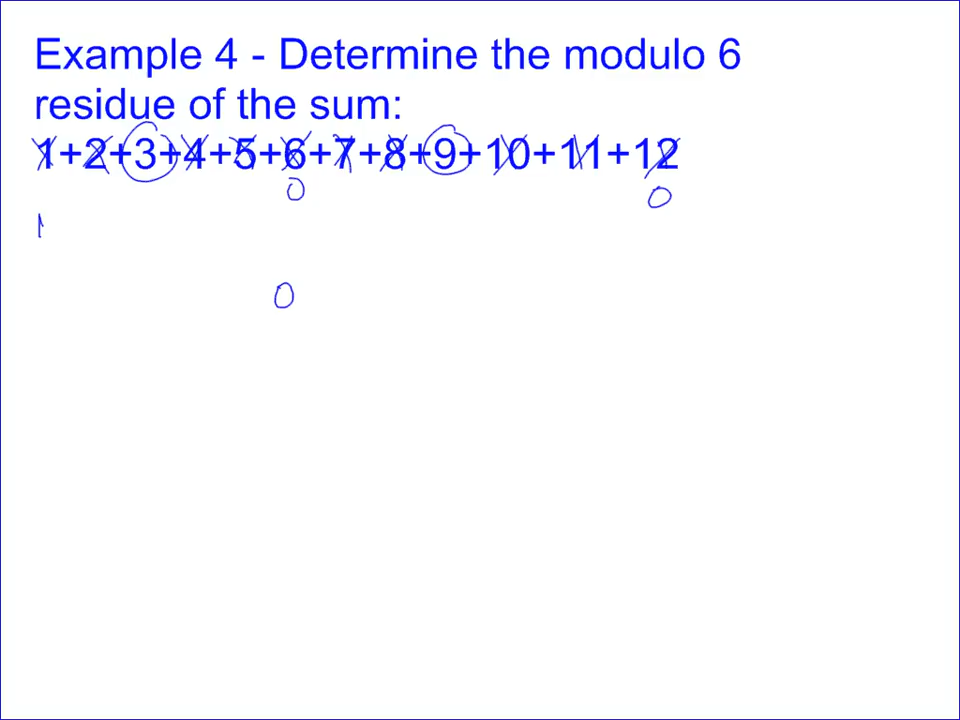 Example 4 - Determine the modulo 6
residue of the sum:
1+2+3+4+5+6+7+8+9+10+11+12
0 0
0